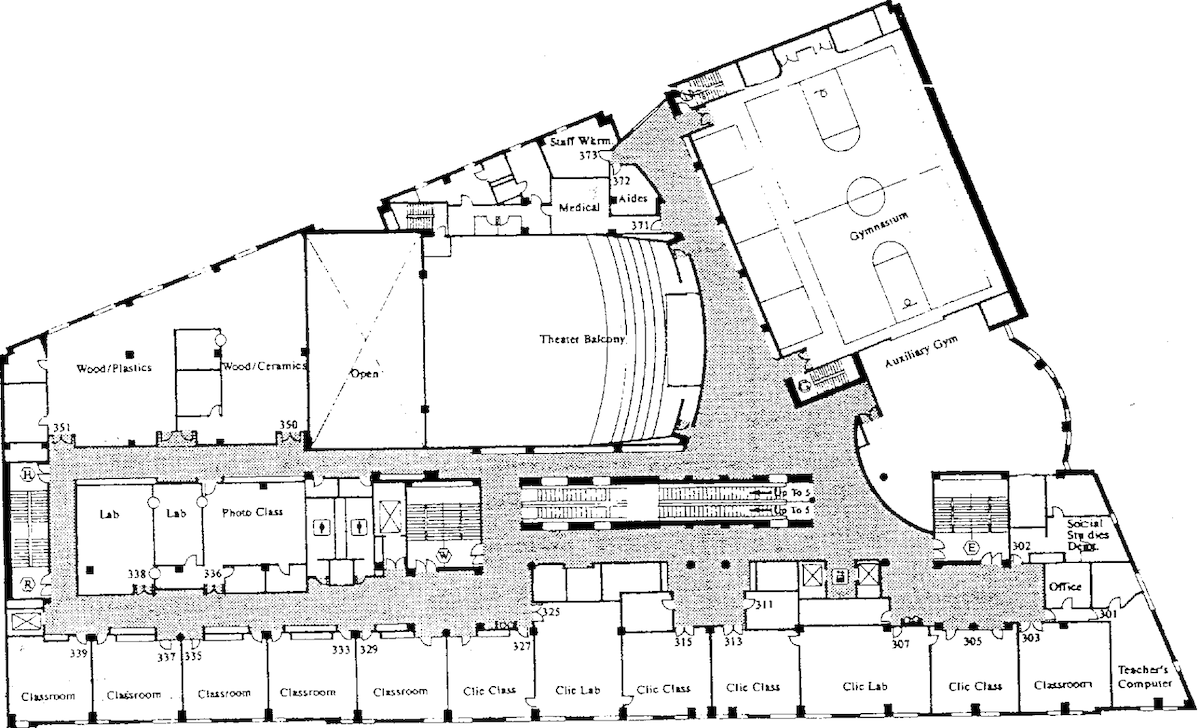 Staff Wkrm.
373
372
Aides
Medical
371
Gymnasium
Theater Balcony
Auxiliary Gym
Wood/Plastics
Wood/Ceramics
Open
351
350
H
G
Lab
Lab
Photo Class
Up To 5
Up To 5
W
E
302
Social
Studies
Dept.
R
338
336
Office
325
311
301
339
337
335
333
329
327
315
313
307
305
303
Classroom
Classroom
Classroom
Classroom
Classroom
Clic Class
Clic Lab
Clic Class
Clic Class
Clic Lab
Clic Class
Classroom
Teacher's
Computer